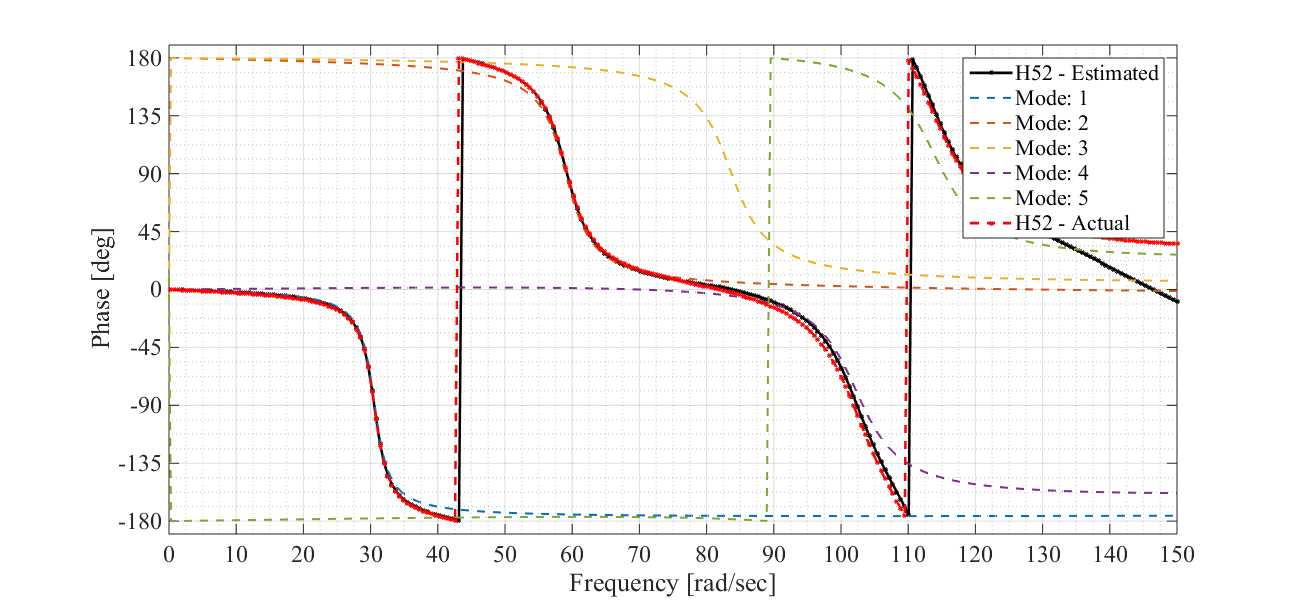 180
135
90
45
0
-45
-90
-135
-180
Phase [deg]
H52 - Estimated
Mode: 1
Mode: 2
Mode: 3
Mode: 4
Mode: 5
H52 - Actual
0 10 20 30 40 50 60 70 80 90 100 110 120 130 140 150
Frequency [rad/sec]